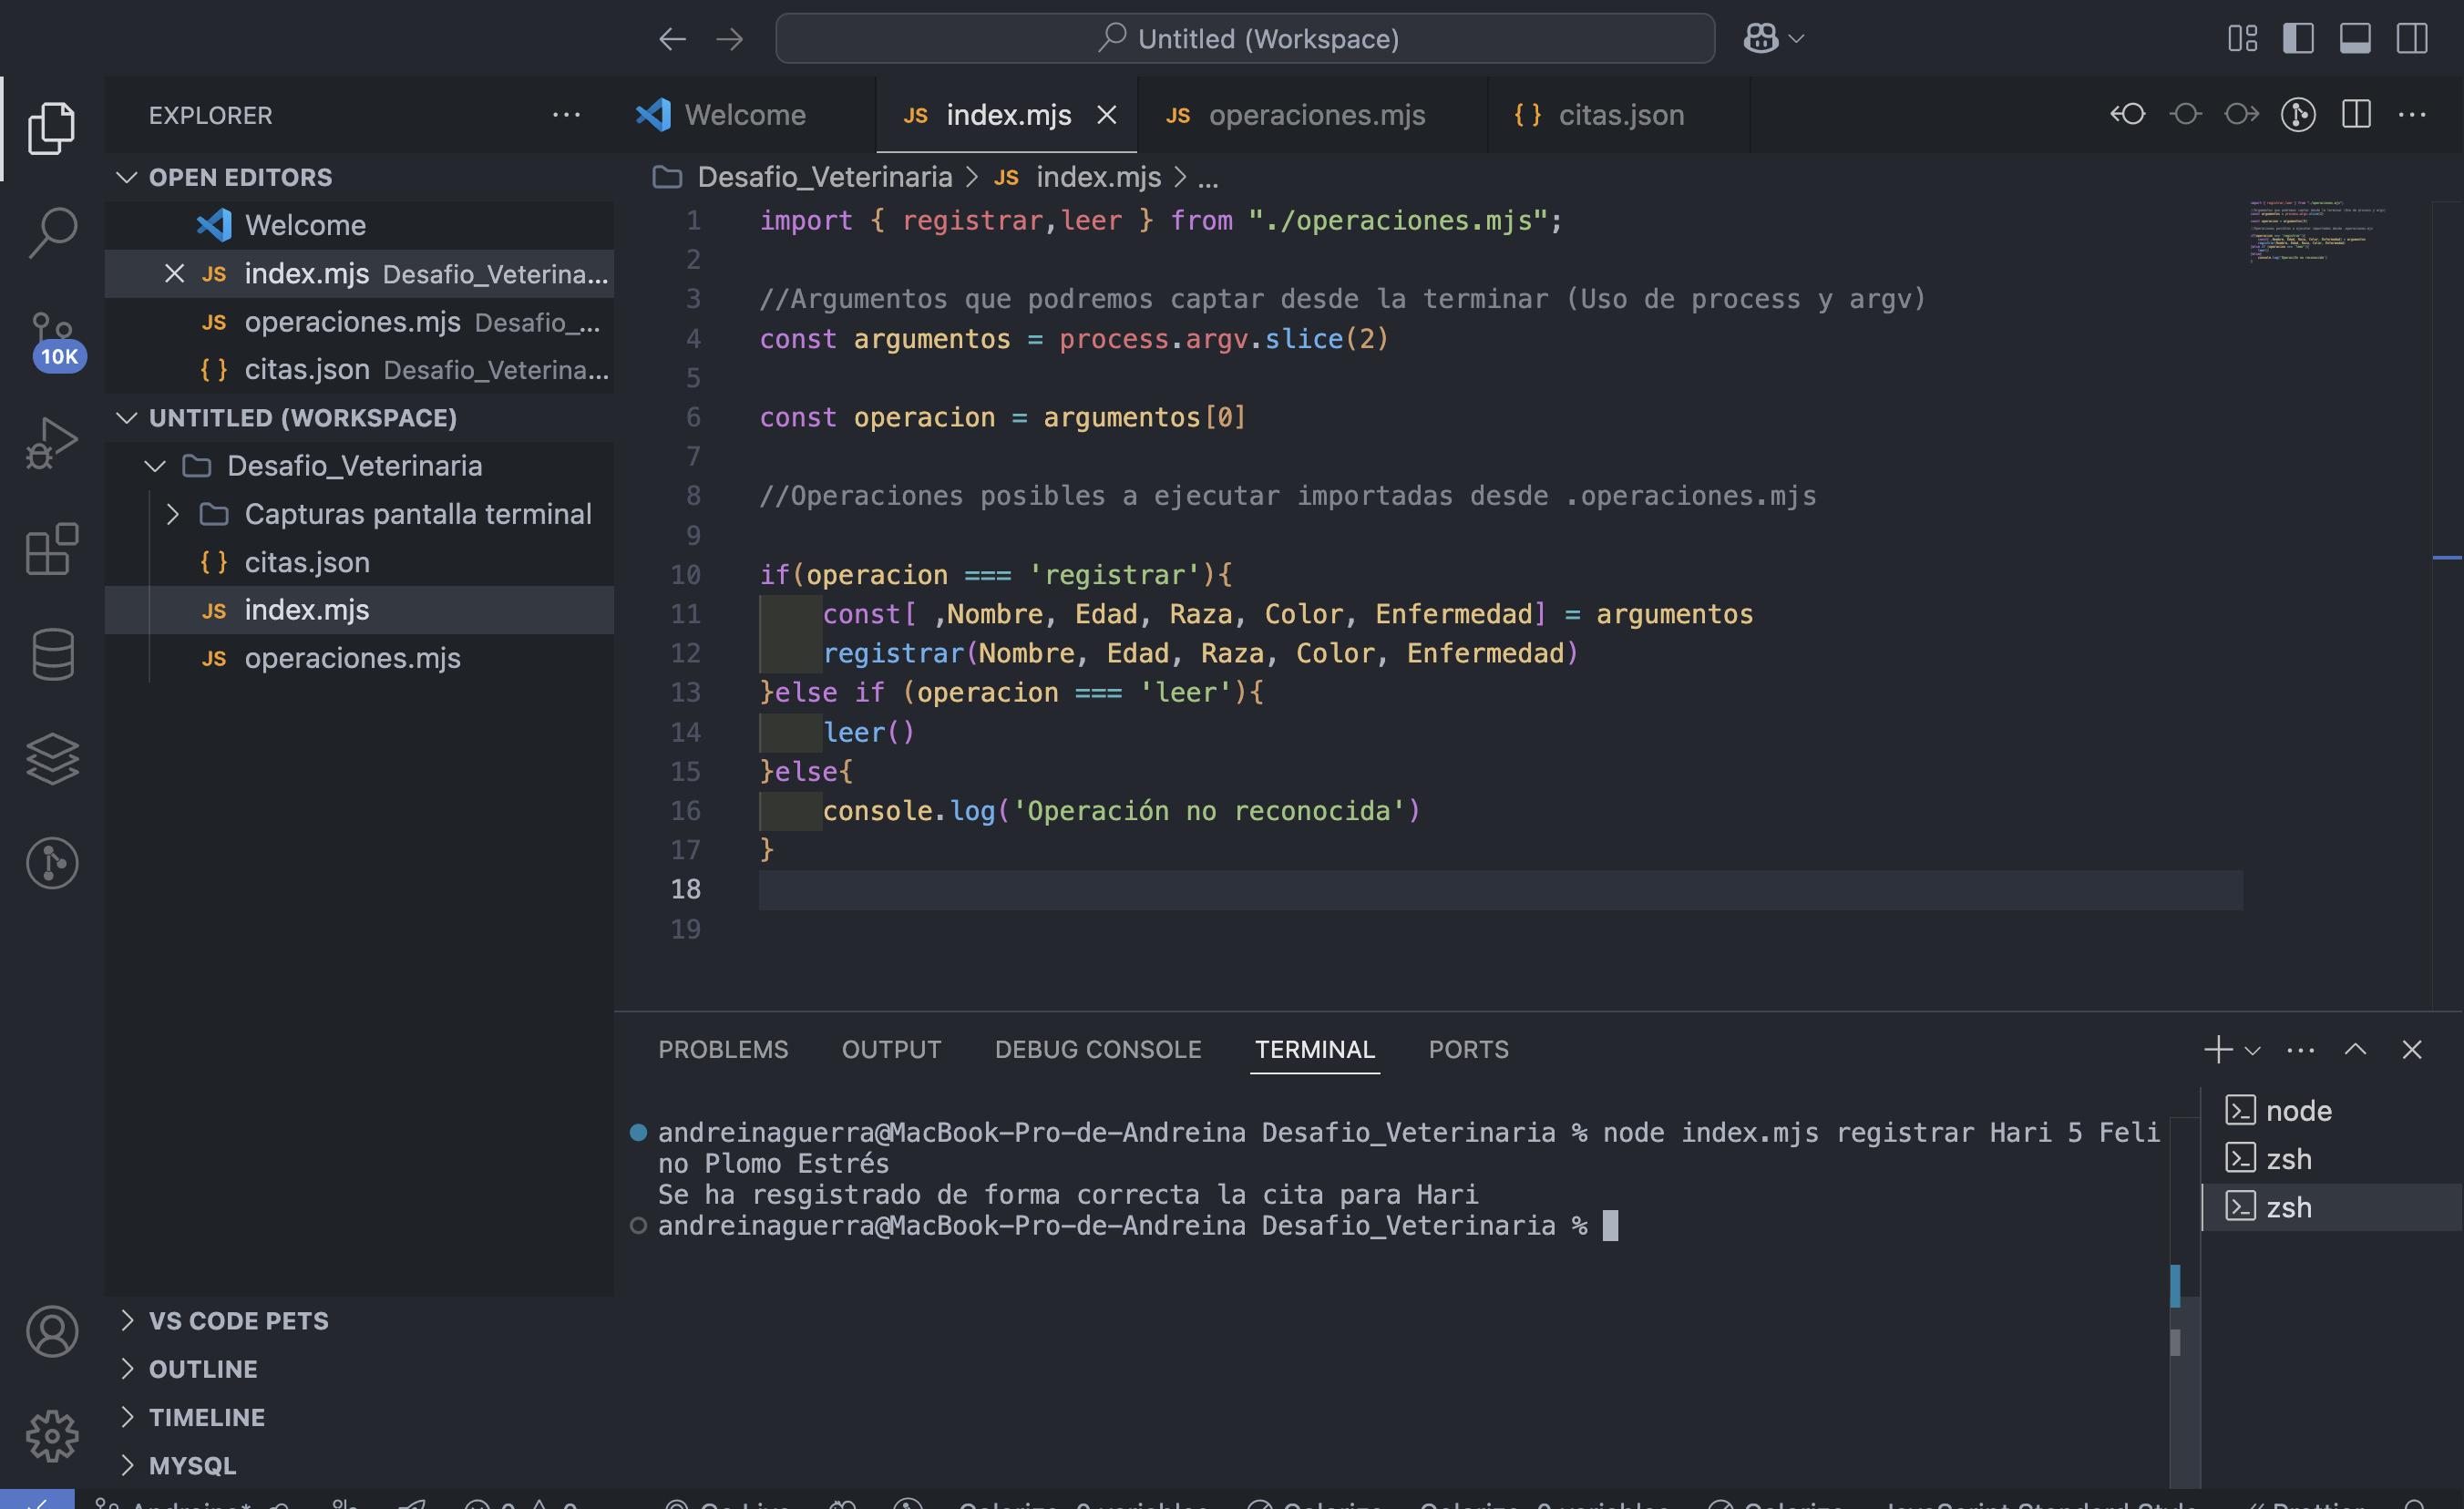 Untitled (Workspace)
EXPLORER
Welcome
JS index.mjs
JS operaciones.mjs
{ } citas.json
OPEN EDITORS
Welcome
JS index.mjs Desafio_Veterina...
JS operaciones.mjs Desafio_...
{ } citas.json Desafio_Veterina...
10K
UNTITLED (WORKSPACE)
Desafio_Veterinaria
Capturas pantalla terminal
{ } citas.json
JS index.mjs
JS operaciones.mjs
VS CODE PETS
OUTLINE
TIMELINE
MYSQL
Desafio_Veterinaria > JS index.mjs > ...
1 import { registrar,leer } from "./operaciones.mjs";
2
3 //Argumentos que podremos captar desde la terminar (Uso de process y argv)
4 const argumentos = process.argv.slice(2)
5
6 const operacion = argumentos[0]
7
8 //Operaciones posibles a ejecutar importadas desde .operaciones.mjs
9
10 if(operacion === 'registrar'){
11 const[ ,Nombre, Edad, Raza, Color, Enfermedad] = argumentos
12 registrar(Nombre, Edad, Raza, Color, Enfermedad)
13 }else if (operacion === 'leer'){
14 leer()
15 }else{
16 console.log('Operación no reconocida')
17 }
18
19
PROBLEMS OUTPUT DEBUG CONSOLE TERMINAL PORTS
andreinaguerra@MacBook-Pro-de-Andreina Desafio_Veterinaria % node index.mjs registrar Hari 5 Feli
no Plomo Estrés
Se ha resgistrado de forma correcta la cita para Hari
andreinaguerra@MacBook-Pro-de-Andreina Desafio_Veterinaria %
node
zsh
zsh